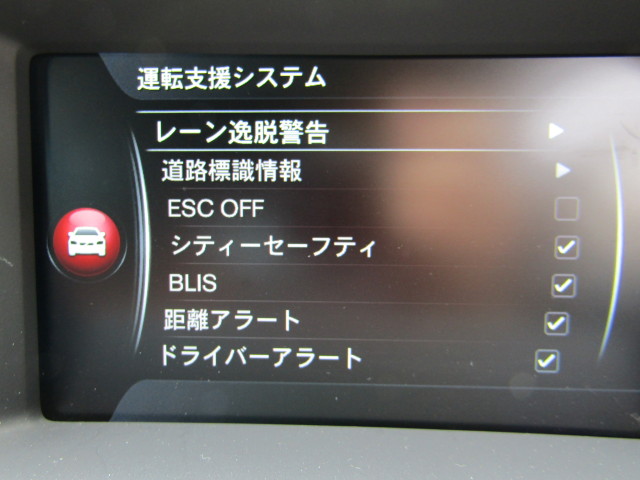 運転支援システム
レーン逸脱警告
道路標識情報
ESC OFF
シティーセーフティ
BLIS
距離アラート
ドライバーアラート